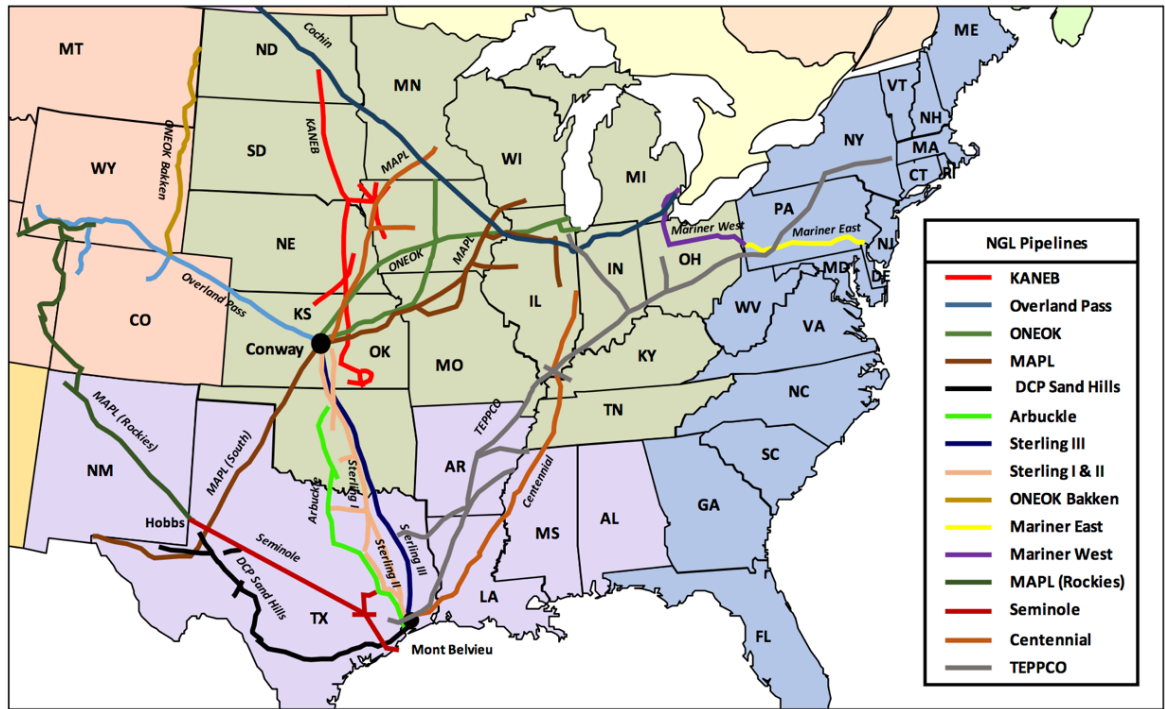 ME
MT
ND
Cochin
MN
VT
NH
NY
MA
CT
RI
KANEB
ONEOK Bakken
WY
SD
MAPL
WI
MI
PA
NJ
Mariner West
Mariner East
NE
ONEOK
MAPL
IN
OH
MD
DE
Overland Pass
IL
WV
VA
CO
KS
Conway
OK
MO
KY
NC
TN
MAPL (Rockies)
MAPL (South)
TEPPCO
SC
NM
AR
Centennial
GA
Hobbs
Arbuckle
Sterling I
Sterling III
MS
AL
Seminole
Sterling II
DCP Sand Hills
TX
LA
FL
Mont Belvieu
NGL Pipelines
KANEB
Overland Pass
ONEOK
MAPL
DCP Sand Hills
Arbuckle
Sterling III
Sterling I & II
ONEOK Bakken
Mariner East
Mariner West
MAPL (Rockies)
Seminole
Centennial
TEPPCO